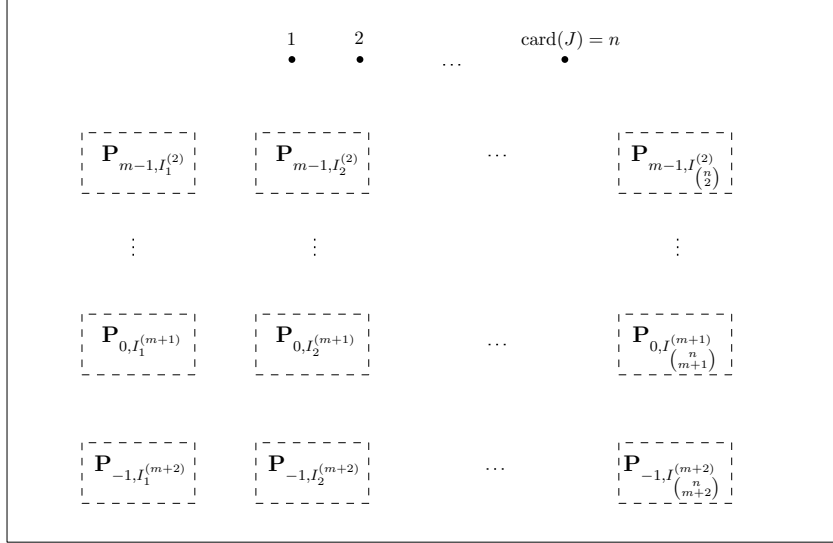 1 2 card(J) = n
• • ... •
P_{m−1,I_1^{(2)}} P_{m−1,I_2^{(2)}} ... P_{m−1,I_{\binom{n}{2}}^{(2)}}
⋮ ⋮ ⋮
P_{0,I_1^{(m+1)}} P_{0,I_2^{(m+1)}} ... P_{0,I_{\binom{n}{m+1}}^{(m+1)}}
P_{−1,I_1^{(m+2)}} P_{−1,I_2^{(m+2)}} ... P_{−1,I_{\binom{n}{m+2}}^{(m+2)}}